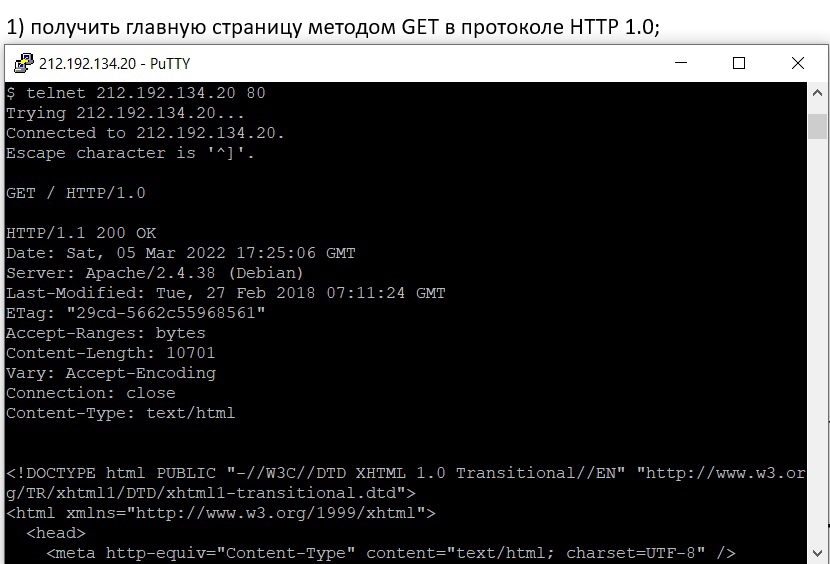 1) получить главную страницу методом GET в протоколе HTTP 1.0;
212.192.134.20 - PuTTY
$ telnet 212.192.134.20 80
Trying 212.192.134.20...
Connected to 212.192.134.20.
Escape character is '^]'.
GET / HTTP/1.0
HTTP/1.1 200 OK
Date: Sat, 05 Mar 2022 17:25:06 GMT
Server: Apache/2.4.38 (Debian)
Last-Modified: Tue, 27 Feb 2018 07:11:24 GMT
ETag: "29cd-5662c55968561"
Accept-Ranges: bytes
Content-Length: 10701
Vary: Accept-Encoding
Connection: close
Content-Type: text/html
<!DOCTYPE html PUBLIC "-//W3C//DTD XHTML 1.0 Transitional//EN" "http://www.w3.or
g/TR/xhtml1/DTD/xhtml1-transitional.dtd">
<html xmlns="http://www.w3.org/1999/xhtml">
<head>
<meta http-equiv="Content-Type" content="text/html; charset=UTF-8" />